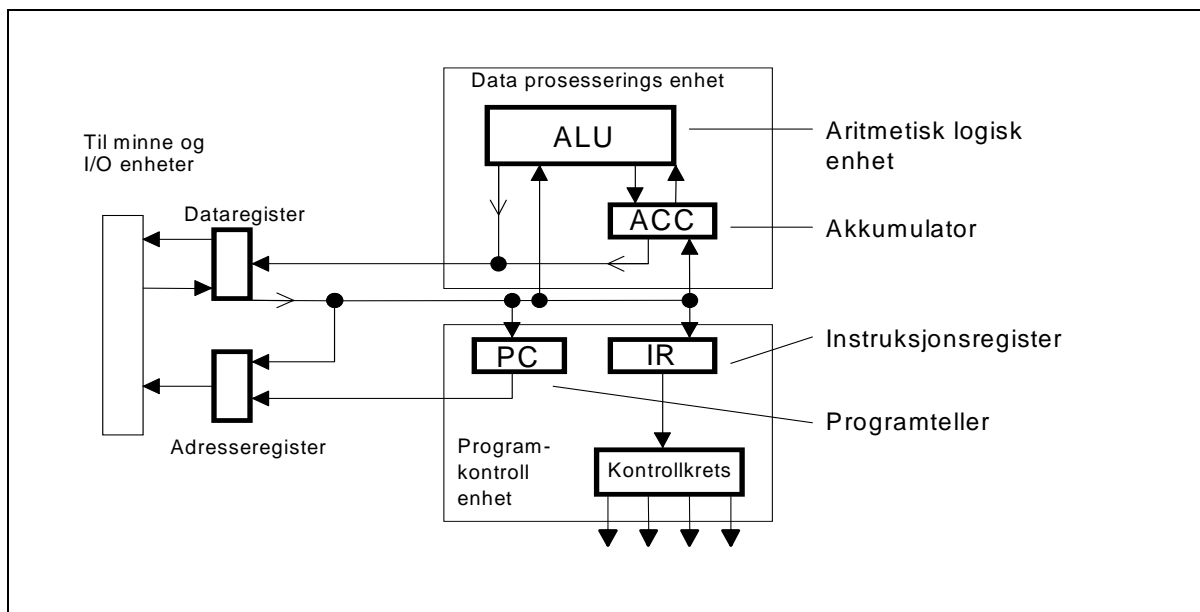 Data prosesserings enhet
ALU
Aritmetisk logisk
enhet
Til minne og
I/O enheter
Dataregister
ACC
Akkumulator
PC
IR
Instruksjonsregister
Programteller
Adresseregister
Program-
kontroll
enhet
Kontrollkrets